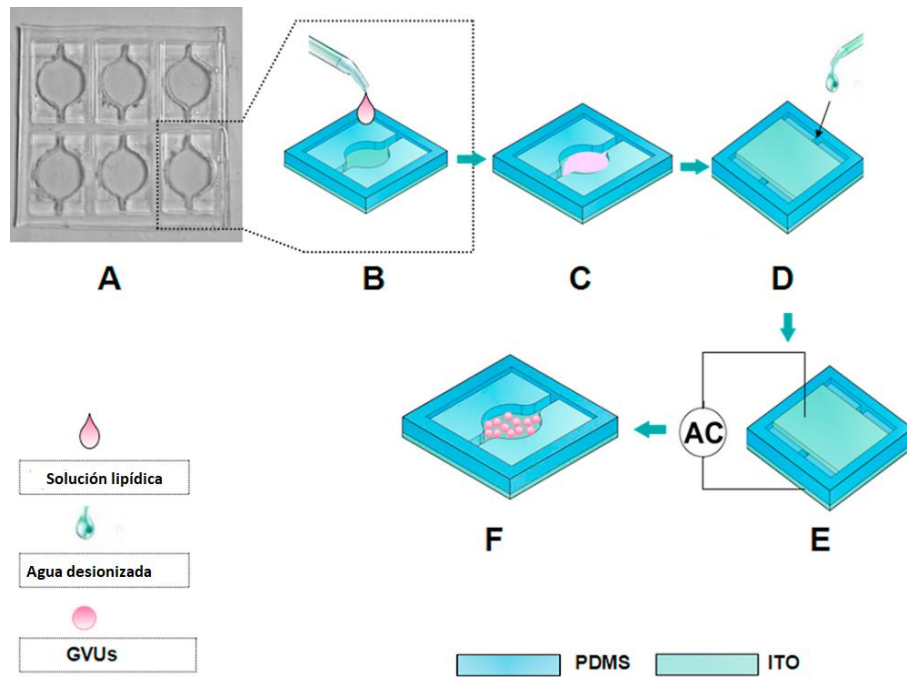 A
B
C
D
AC
F
E
Solución lipídica
Agua desionizada
GVUs
PDMS
ITO